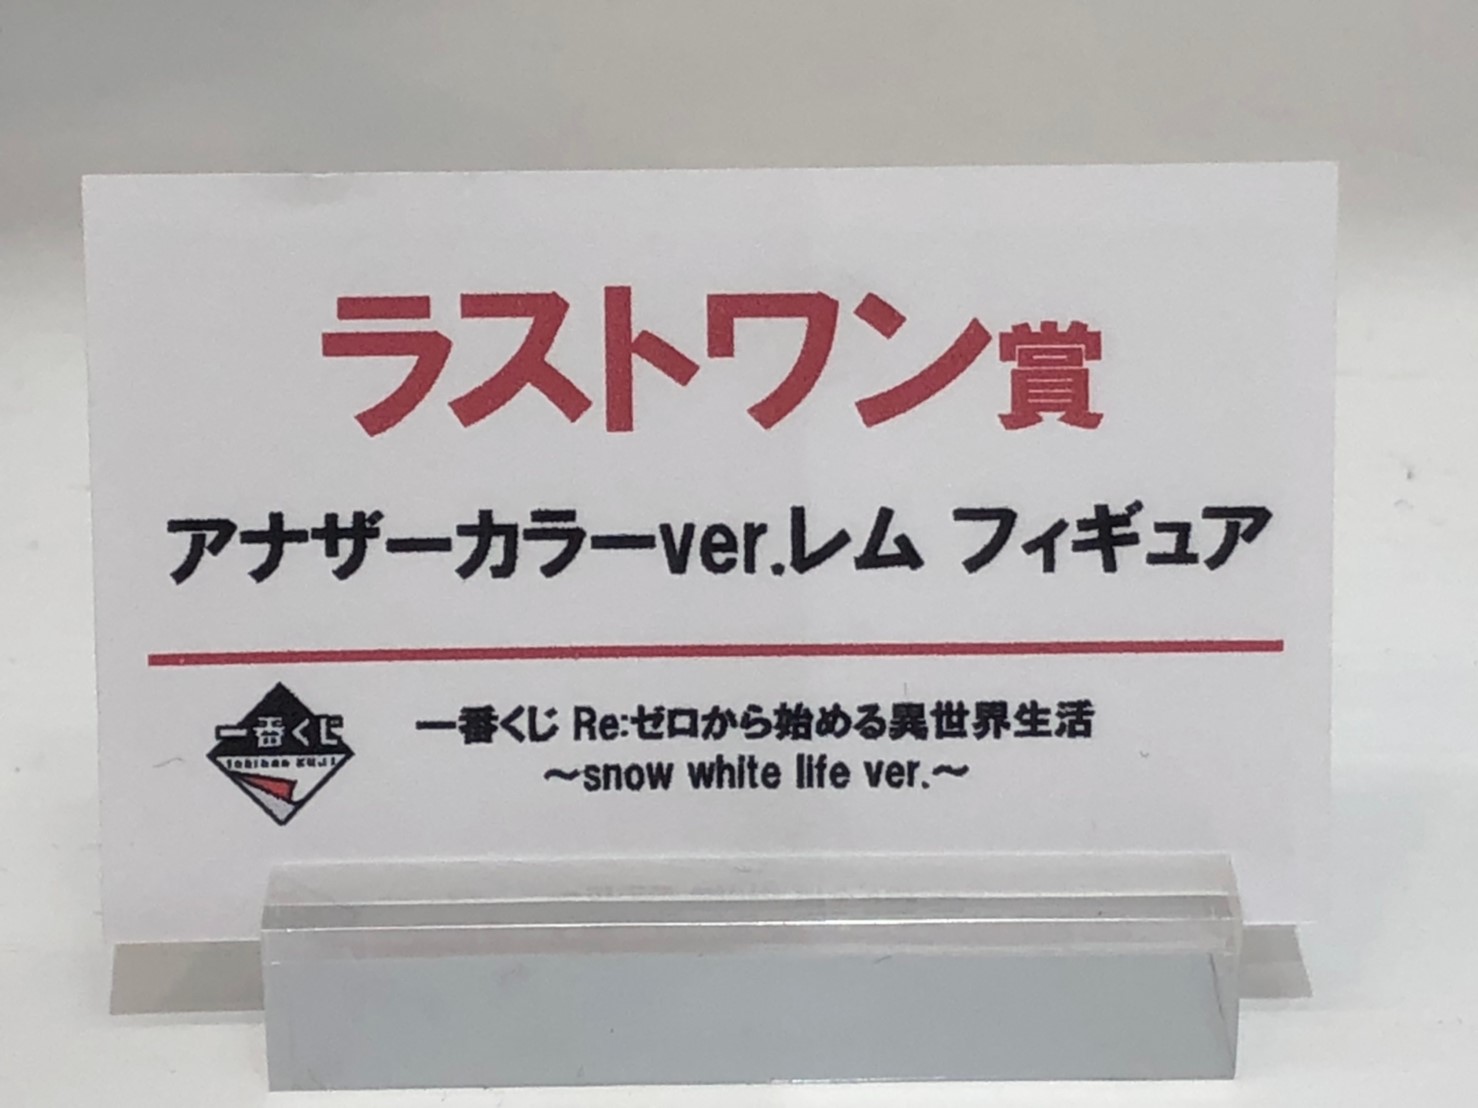 ラストワン賞
アナザーカラーver.レム フィギュア
一番くじ
Ichiban KUJI
一番くじ Re:ゼロから始める異世界生活
～snow white life ver.～